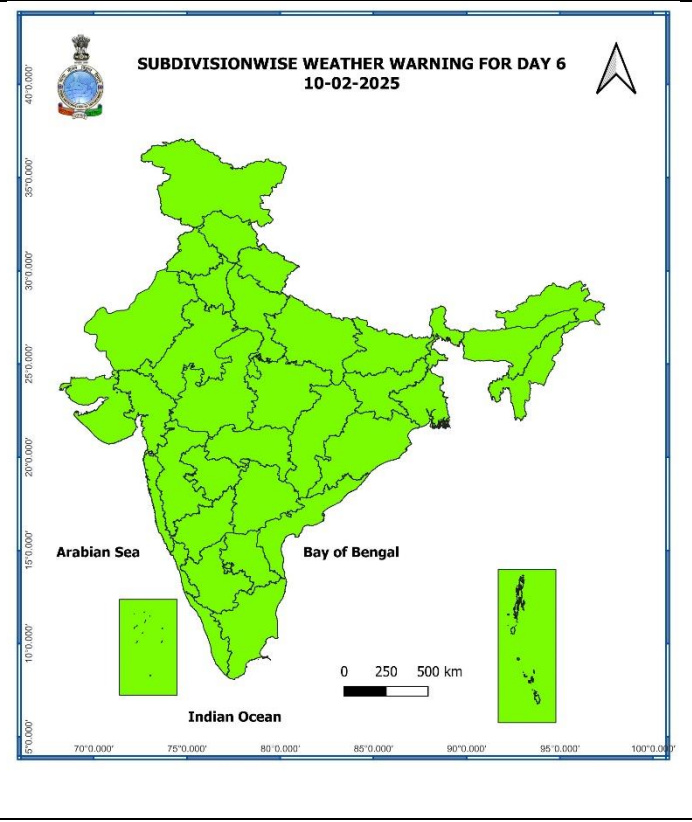 SUBDIVISIONWISE WEATHER WARNING FOR DAY 6
10-02-2025
40°0.000'
35°0.000'
30°0.000'
25°0.000'
20°0.000'
15°0.000'
10°0.000'
5°0.000'
Arabian Sea
Bay of Bengal
0 250 500 km
Indian Ocean
70°0.000' 75°0.000' 80°0.000' 85°0.000' 90°0.000' 95°0.000' 100°0.000'